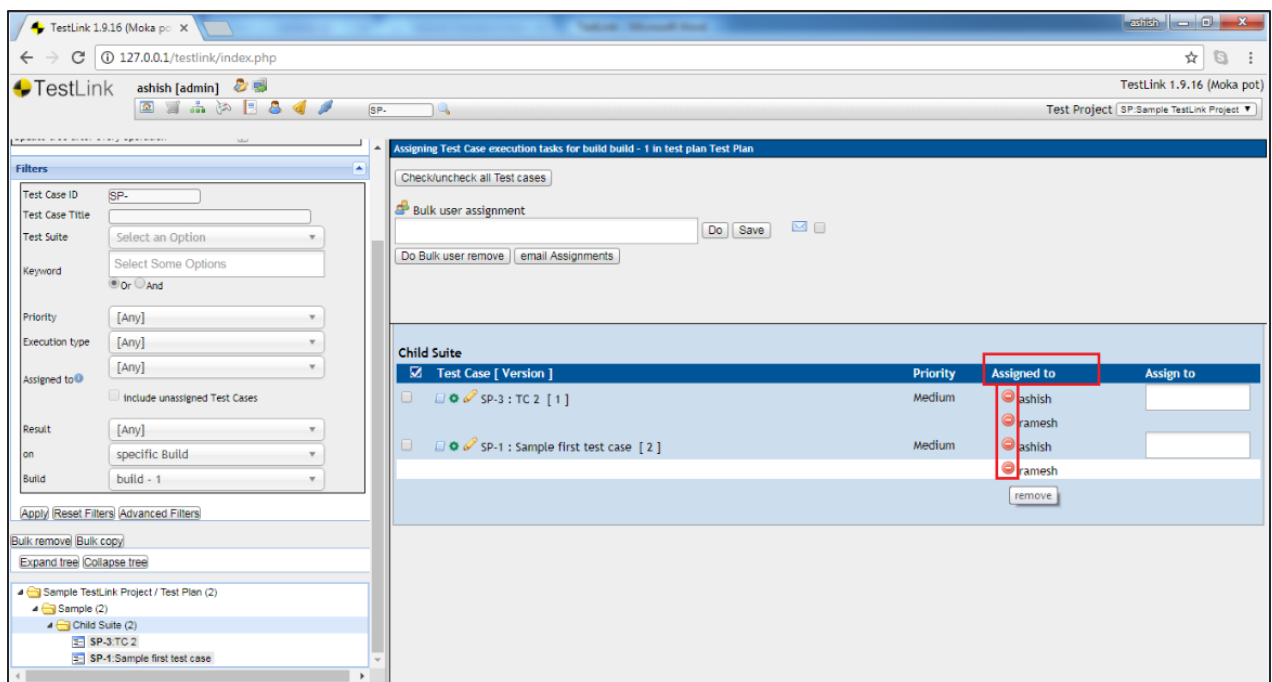 TestLink 1.9.16 (Moka po
ashish
127.0.0.1/testlink/index.php
TestLink ashish [admin] TestLink 1.9.16 (Moka pot)
SP- Test Project SP:Sample TestLink Project
Filters
Test Case ID SP-
Test Case Title
Test Suite Select an Option
Keyword Select Some Options
Or And
Priority [Any]
Execution type [Any]
Assigned to [Any]
include unassigned Test Cases
Result [Any]
on specific Build
Build build - 1
Apply Reset Filters Advanced Filters
Bulk remove Bulk copy
Expand tree Collapse tree
Sample TestLink Project / Test Plan (2)
Sample (2)
Child Suite (2)
SP-3:TC 2
SP-1:Sample first test case
Assigning Test Case execution tasks for build build - 1 in test plan Test Plan
Check/uncheck all Test cases
Bulk user assignment
Do Save
Do Bulk user remove email Assignments
Child Suite
Test Case [ Version ] Priority Assigned to Assign to
SP-3 : TC 2 [ 1 ] Medium ashish
ramesh
SP-1 : Sample first test case [ 2 ] Medium ashish
ramesh
remove